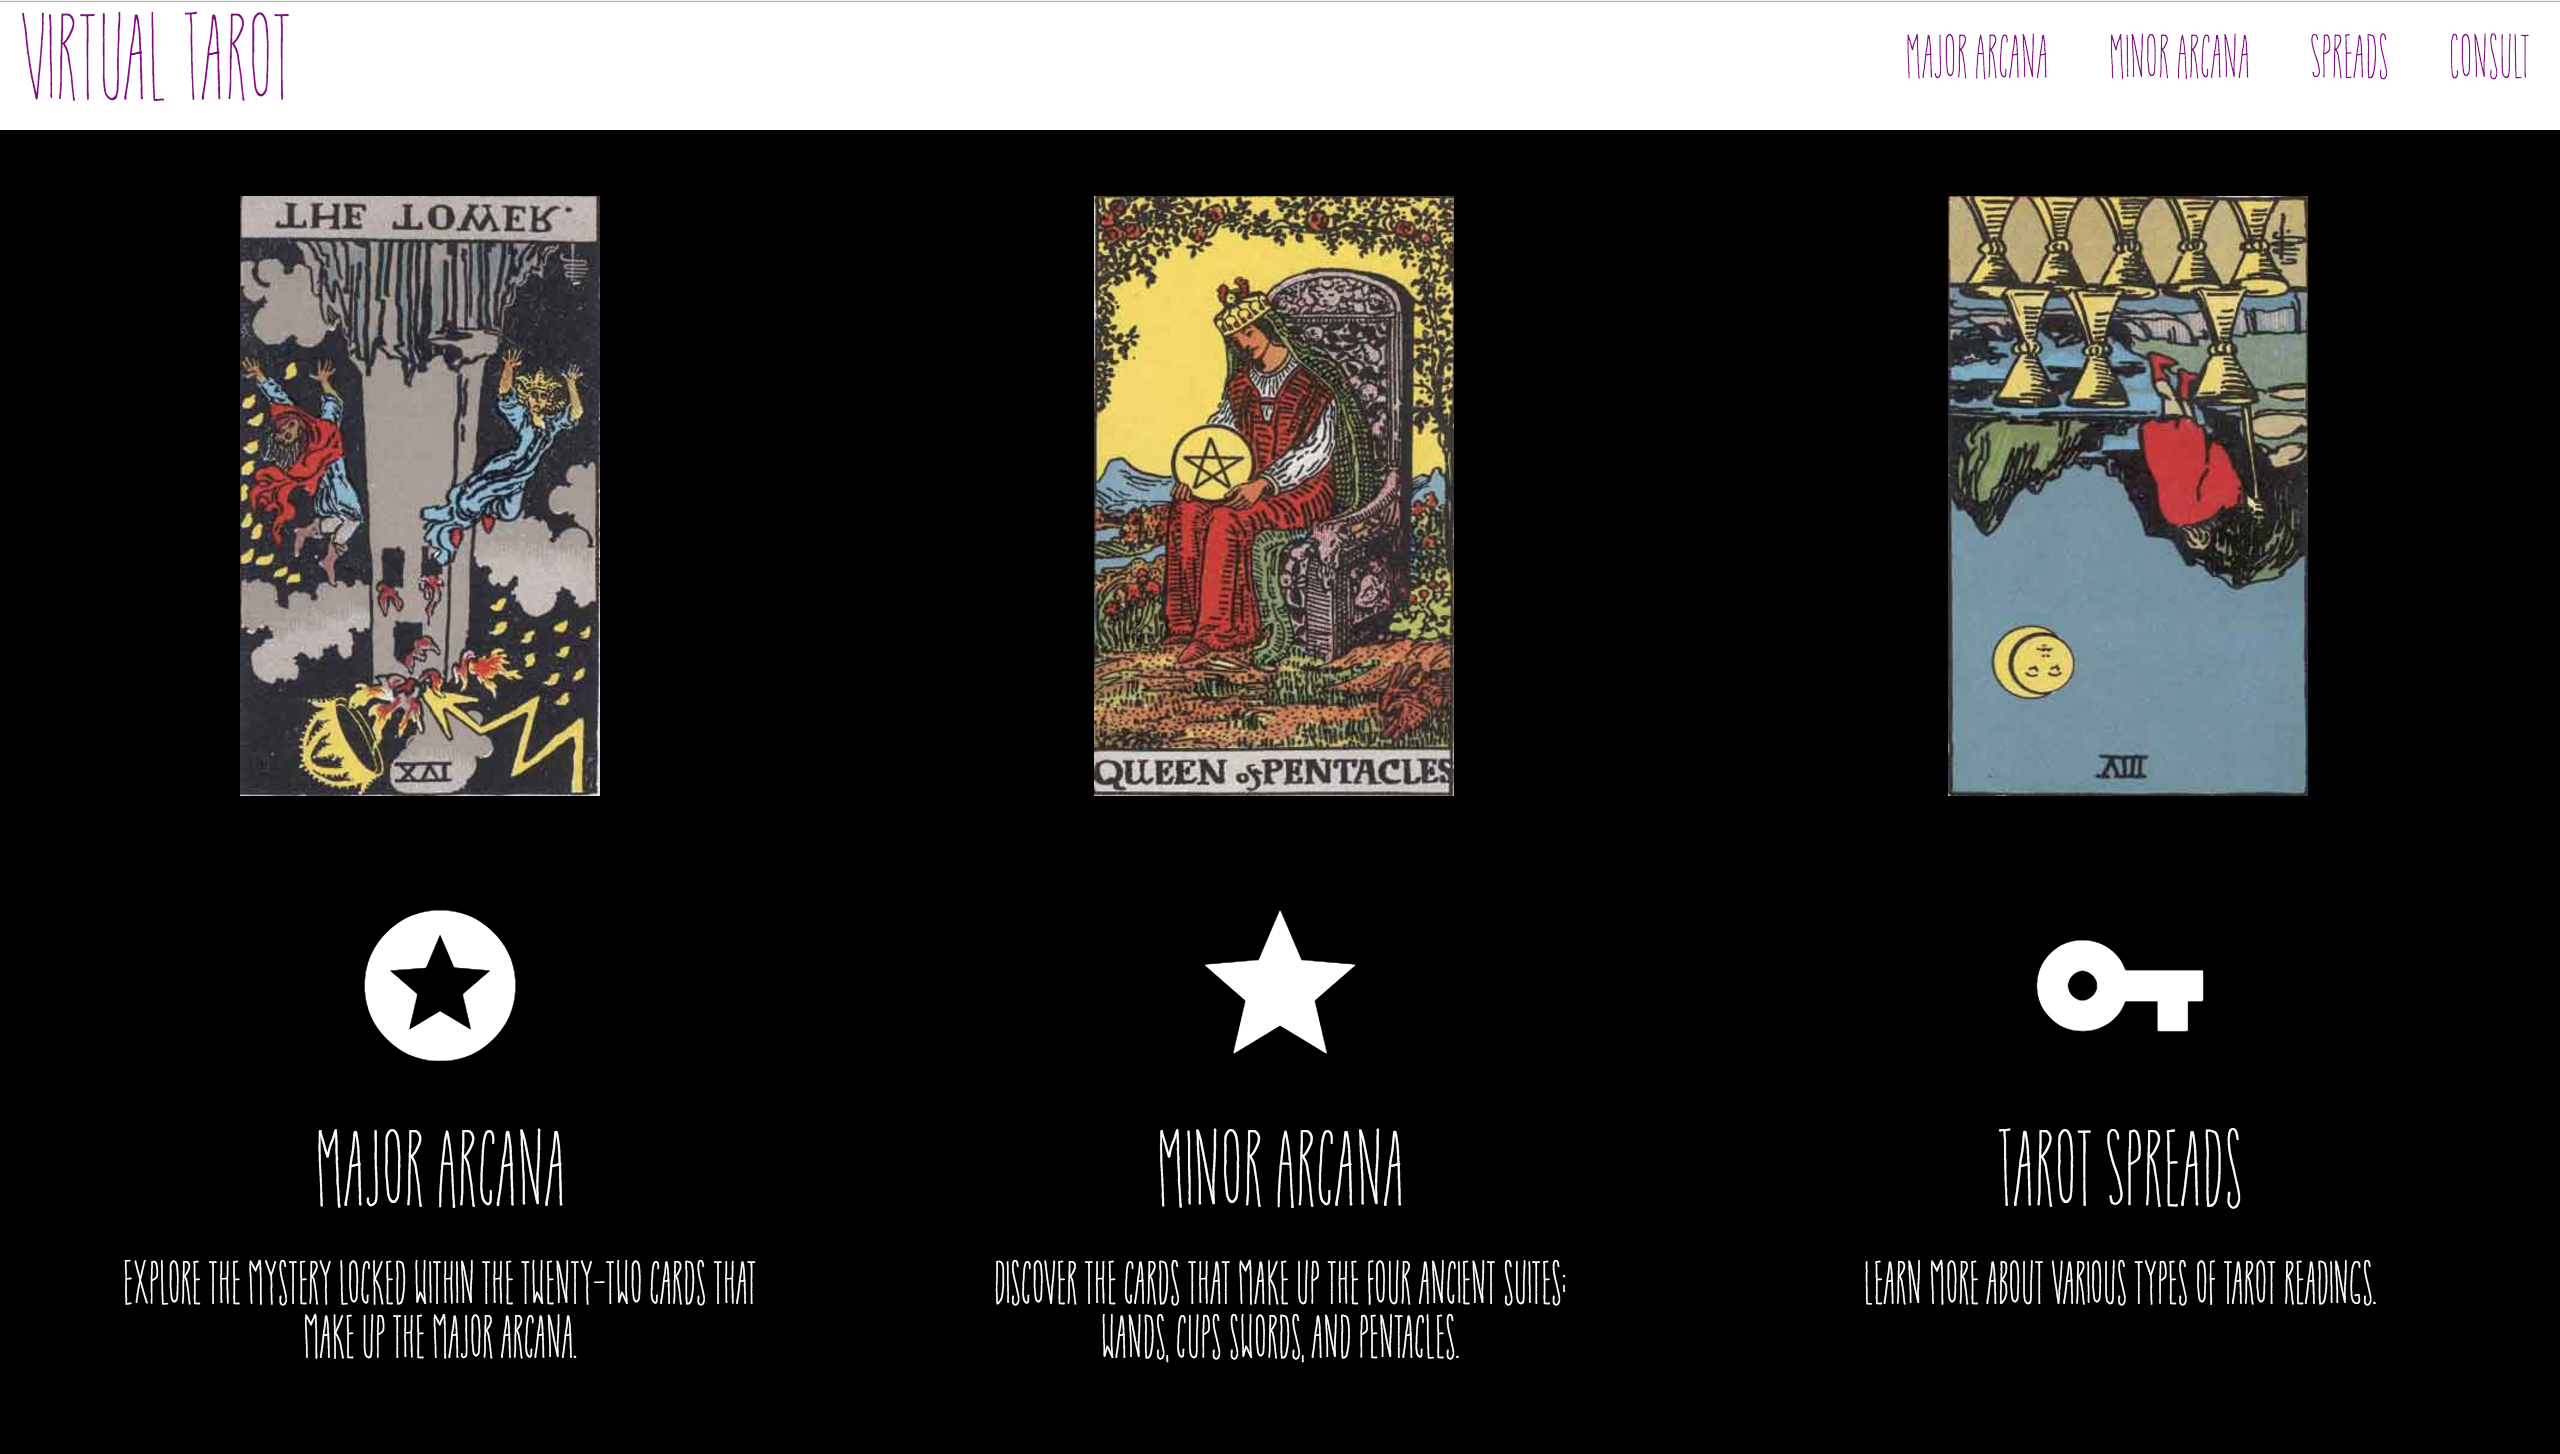 VIRTUAL TAROT
MAJOR ARCANA MINOR ARCANA SPREADS CONSULT
THE TOWER.
XVI
QUEEN of PENTACLES
VIII
MAJOR ARCANA
EXPLORE THE MYSTERY LOCKED WITHIN THE TWENTY-TWO CARDS THAT
MAKE UP THE MAJOR ARCANA.
MINOR ARCANA
DISCOVER THE CARDS THAT MAKE UP THE FOUR ANCIENT SUITES:
WANDS, CUPS SWORDS, AND PENTACLES.
TAROT SPREADS
LEARN MORE ABOUT VARIOUS TYPES OF TAROT READINGS.